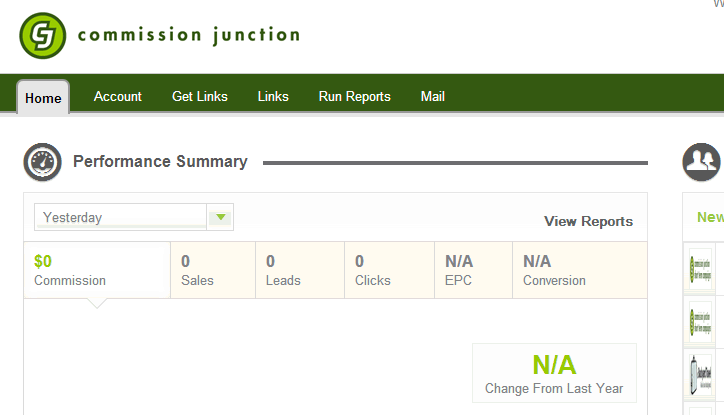 commission junction
Home
Account
Get Links
Links
Run Reports
Mail
Performance Summary
Yesterday
View Reports
$0
Commission
0
Sales
0
Leads
0
Clicks
N/A
EPC
N/A
Conversion
N/A
Change From Last Year
New